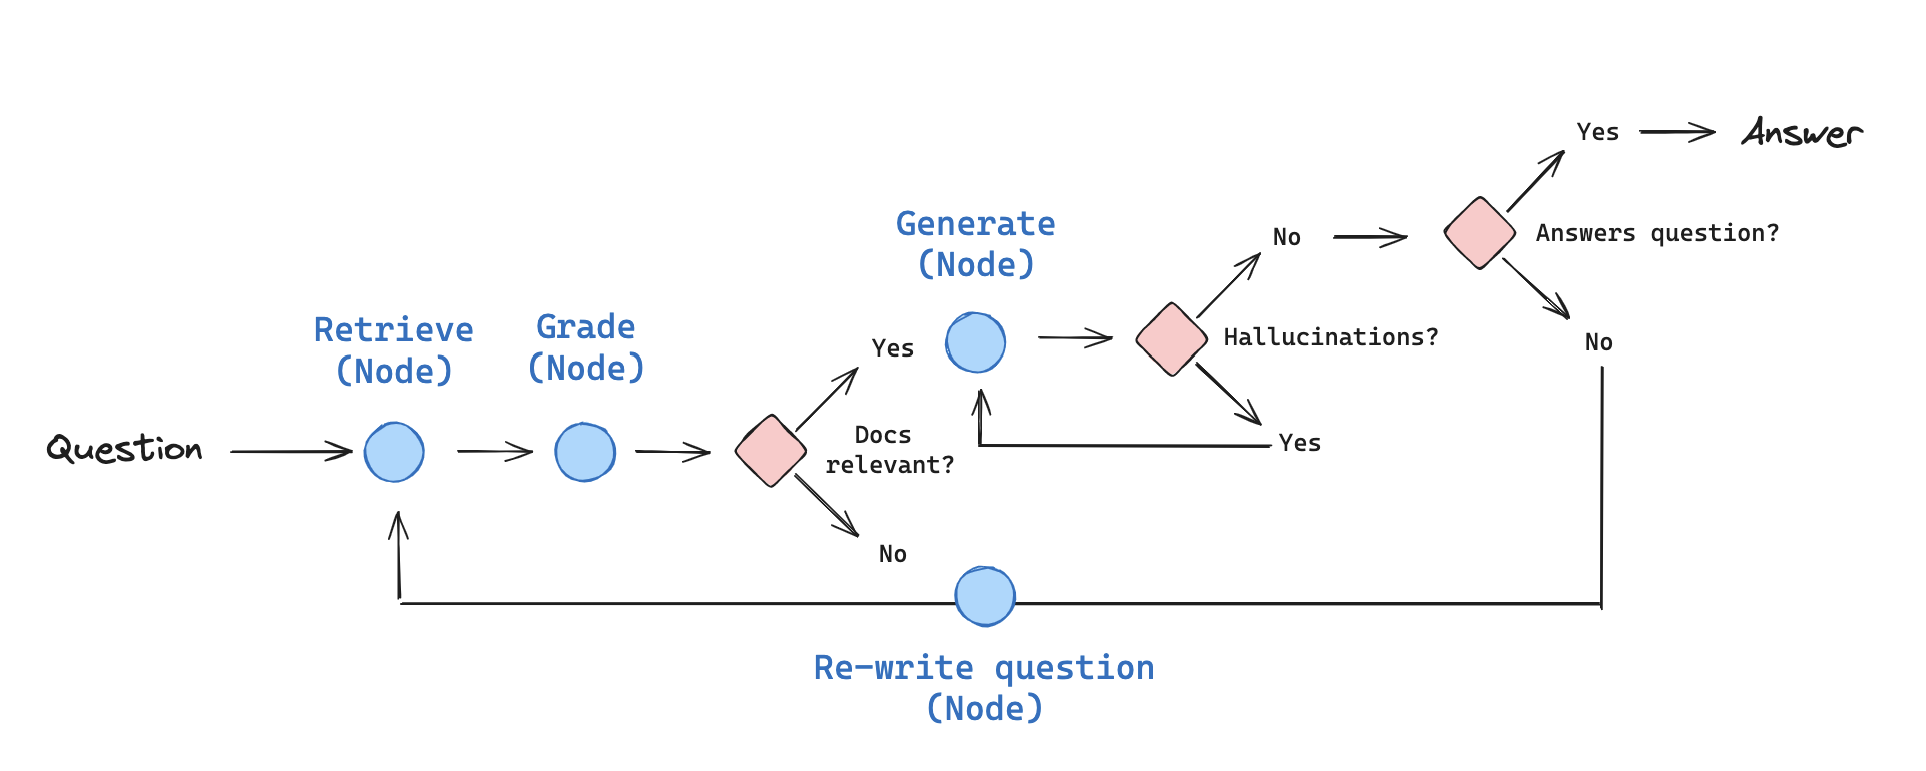 Question
Retrieve
(Node)
Grade
(Node)
Docs
relevant?
Yes
No
Generate
(Node)
Hallucinations?
No
Yes
Answers question?
Yes
Answer
No
Re-write question
(Node)